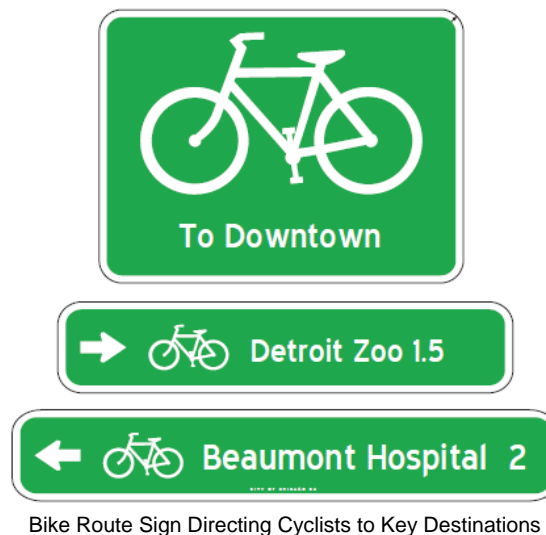 To Downtown
Detroit Zoo 1.5
Beaumont Hospital 2
Bike Route Sign Directing Cyclists to Key Destinations